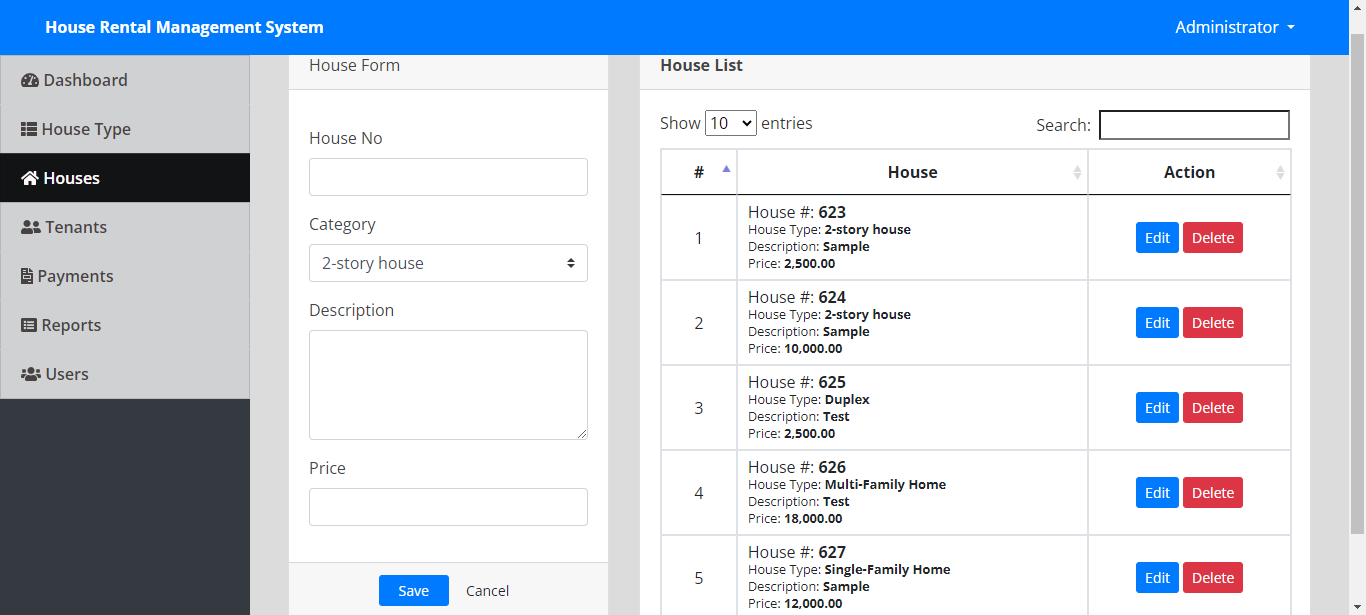 House Rental Management System
Administrator
Dashboard
House Type
Houses
Tenants
Payments
Reports
Users
House Form
House No
Category
2-story house
Description
Price
Save Cancel
House List
Show 10 entries
Search:
# House Action
1
House #: 623
House Type: 2-story house
Description: Sample
Price: 2,500.00
Edit Delete
2
House #: 624
House Type: 2-story house
Description: Sample
Price: 10,000.00
Edit Delete
3
House #: 625
House Type: Duplex
Description: Test
Price: 2,500.00
Edit Delete
4
House #: 626
House Type: Multi-Family Home
Description: Test
Price: 18,000.00
Edit Delete
5
House #: 627
House Type: Single-Family Home
Description: Sample
Price: 12,000.00
Edit Delete